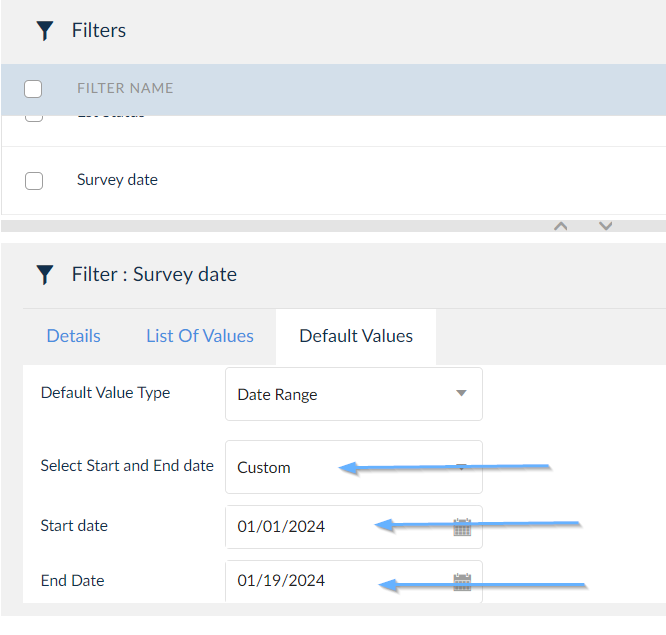 Filters
FILTER NAME
Survey date
Filter : Survey date
Details List Of Values Default Values
Default Value Type Date Range
Select Start and End date Custom
Start date 01/01/2024
End Date 01/19/2024